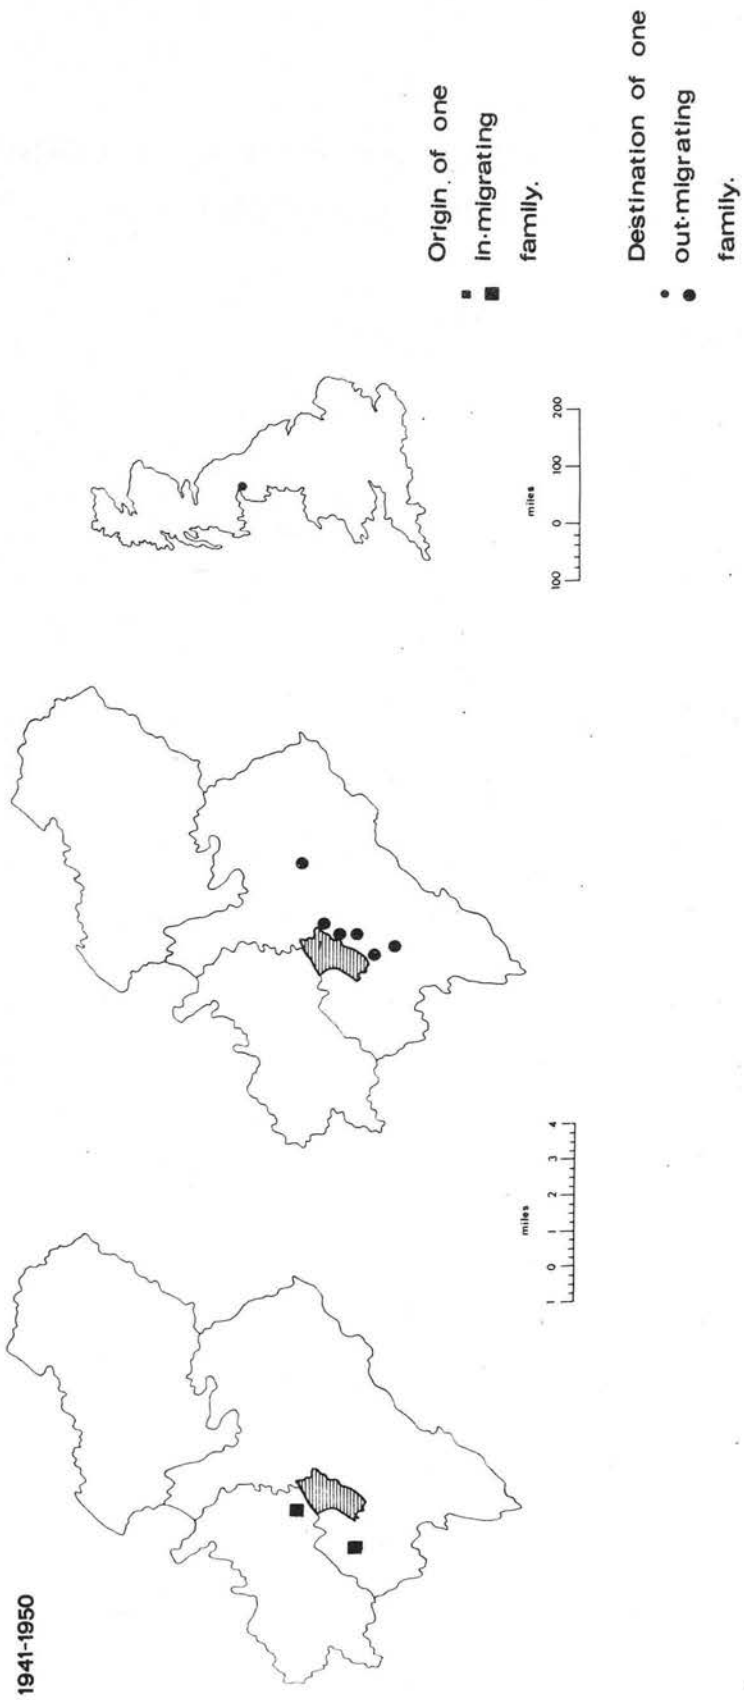 1941-1950
miles
1 0 1 2 3 4
miles
100 0 100 200
Origin of one
in-migrating
family.
Destination of one
out-migrating
family.